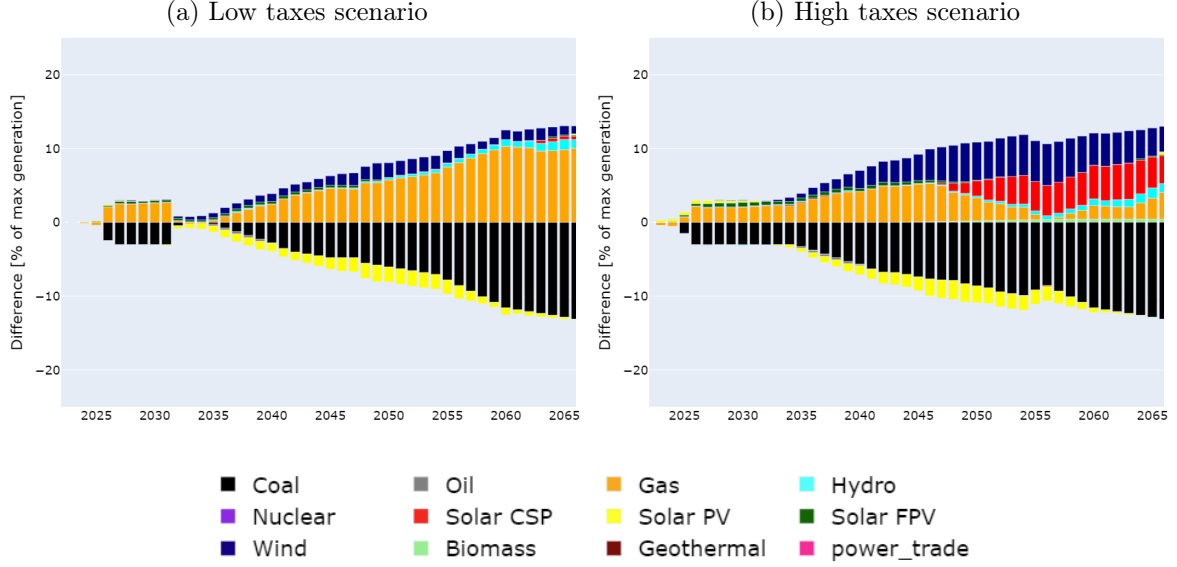 (a) Low taxes scenario
(b) High taxes scenario
Difference [% of max generation]
20
10
0
−10
−20
2025 2030 2035 2040 2045 2050 2055 2060 2065
Difference [% of max generation]
20
10
0
−10
−20
2025 2030 2035 2040 2045 2050 2055 2060 2065
Coal Oil Gas Hydro
Nuclear Solar CSP Solar PV Solar FPV
Wind Biomass Geothermal power_trade